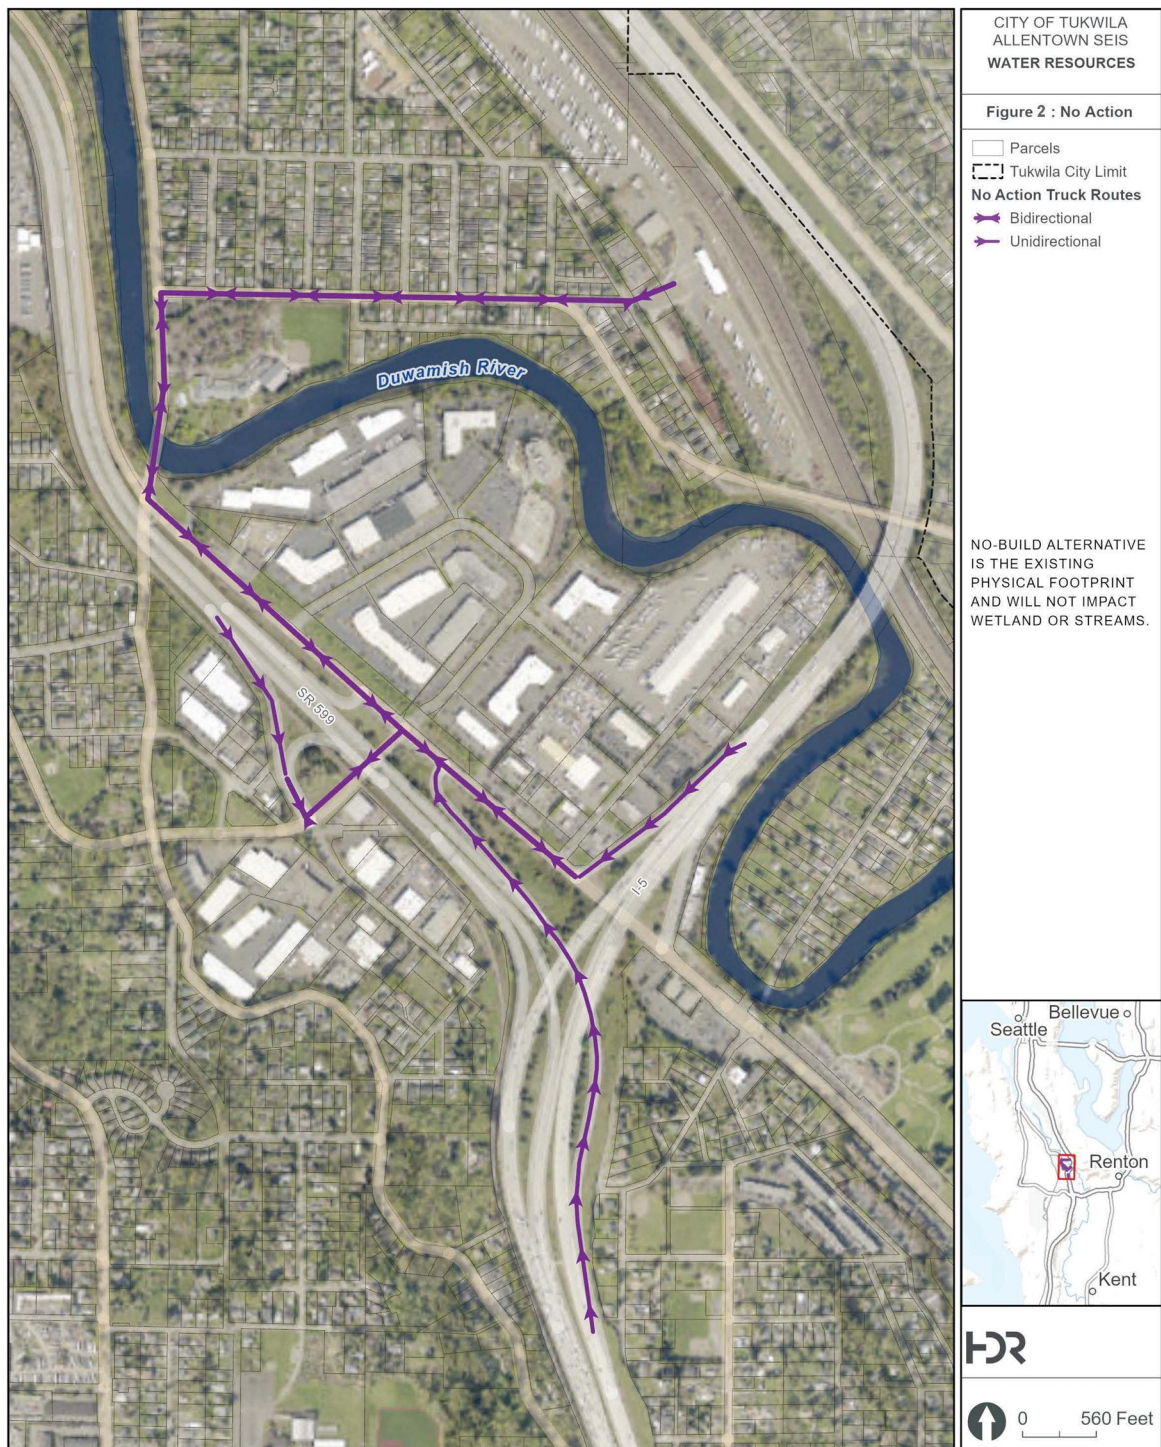 CITY OF TUKWILA
ALLENTOWN SEIS
WATER RESOURCES
Figure 2 : No Action
Parcels
Tukwila City Limit
No Action Truck Routes
Bidirectional
Unidirectional
NO-BUILD ALTERNATIVE
IS THE EXISTING
PHYSICAL FOOTPRINT
AND WILL NOT IMPACT
WETLAND OR STREAMS.
Duwamish River
SR 599
I-5
Bellevue
Seattle
Renton
Kent
HDR
0 560 Feet